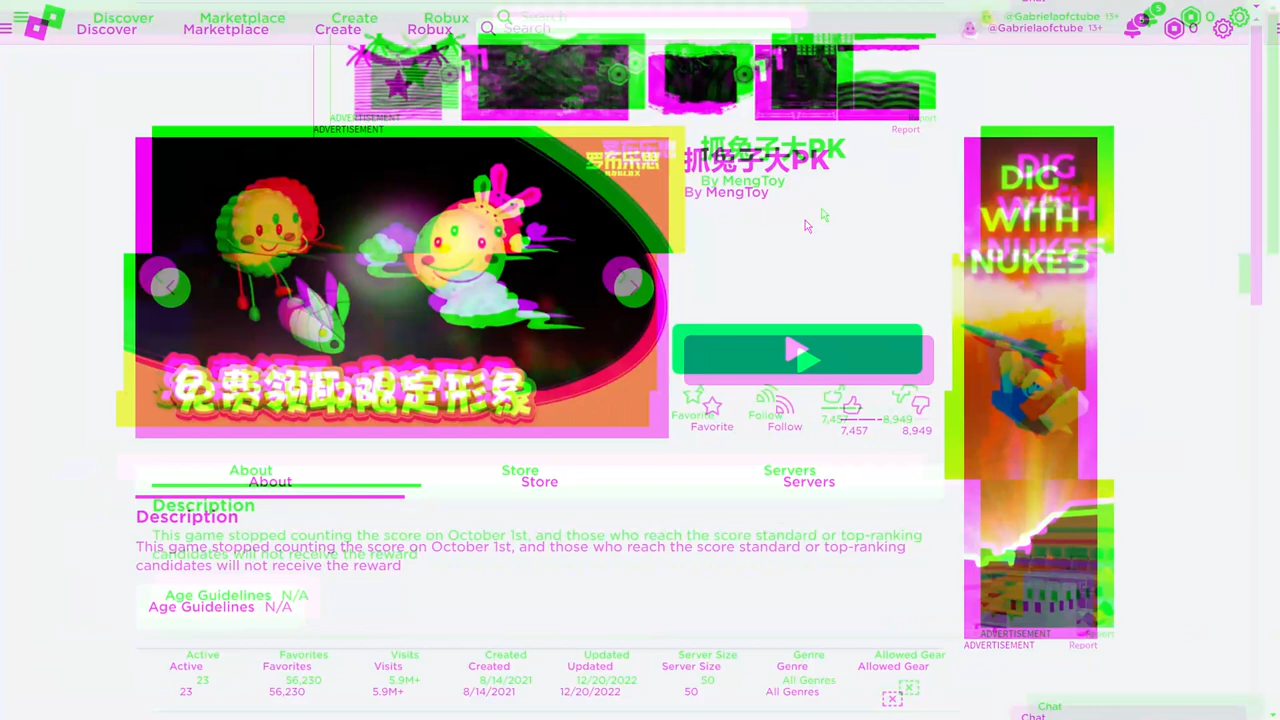 Discover Marketplace Create Robux Search @Gabrielaofctube 13+ 5 0
ADVERTISEMENT
Report
罗布乐思
ROBLOX
抓兔子大PK
By MengToy
免费领取限定形象
DIG
WITH
NUKES
Favorite Follow 7,457 8,949
About Store Servers
Description
This game stopped counting the score on October 1st, and those who reach the score standard or top-ranking
candidates will not receive the reward
Age Guidelines N/A
Active Favorites Visits Created Updated Server Size Genre Allowed Gear
23 56,230 5.9M+ 8/14/2021 12/20/2022 50 All Genres
ADVERTISEMENT Report
Chat